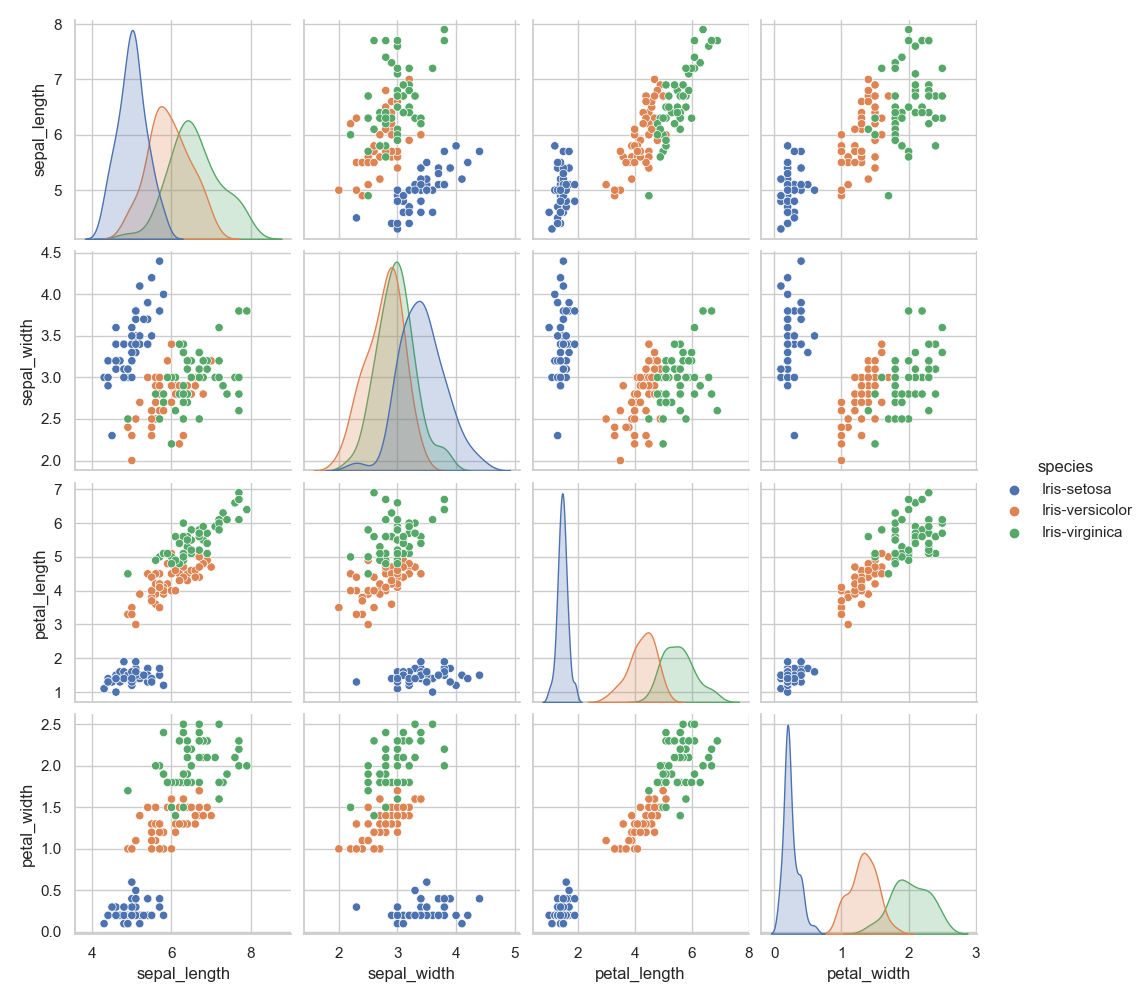 8
7
6
5
sepal_length
4.5
4.0
3.5
3.0
2.5
2.0
sepal_width
7
6
5
4
3
2
1
petal_length
2.5
2.0
1.5
1.0
0.5
0.0
petal_width
4 6 8
sepal_length
2 3 4 5
sepal_width
2 4 6 8
petal_length
0 1 2 3
petal_width
species
Iris-setosa
Iris-versicolor
Iris-virginica